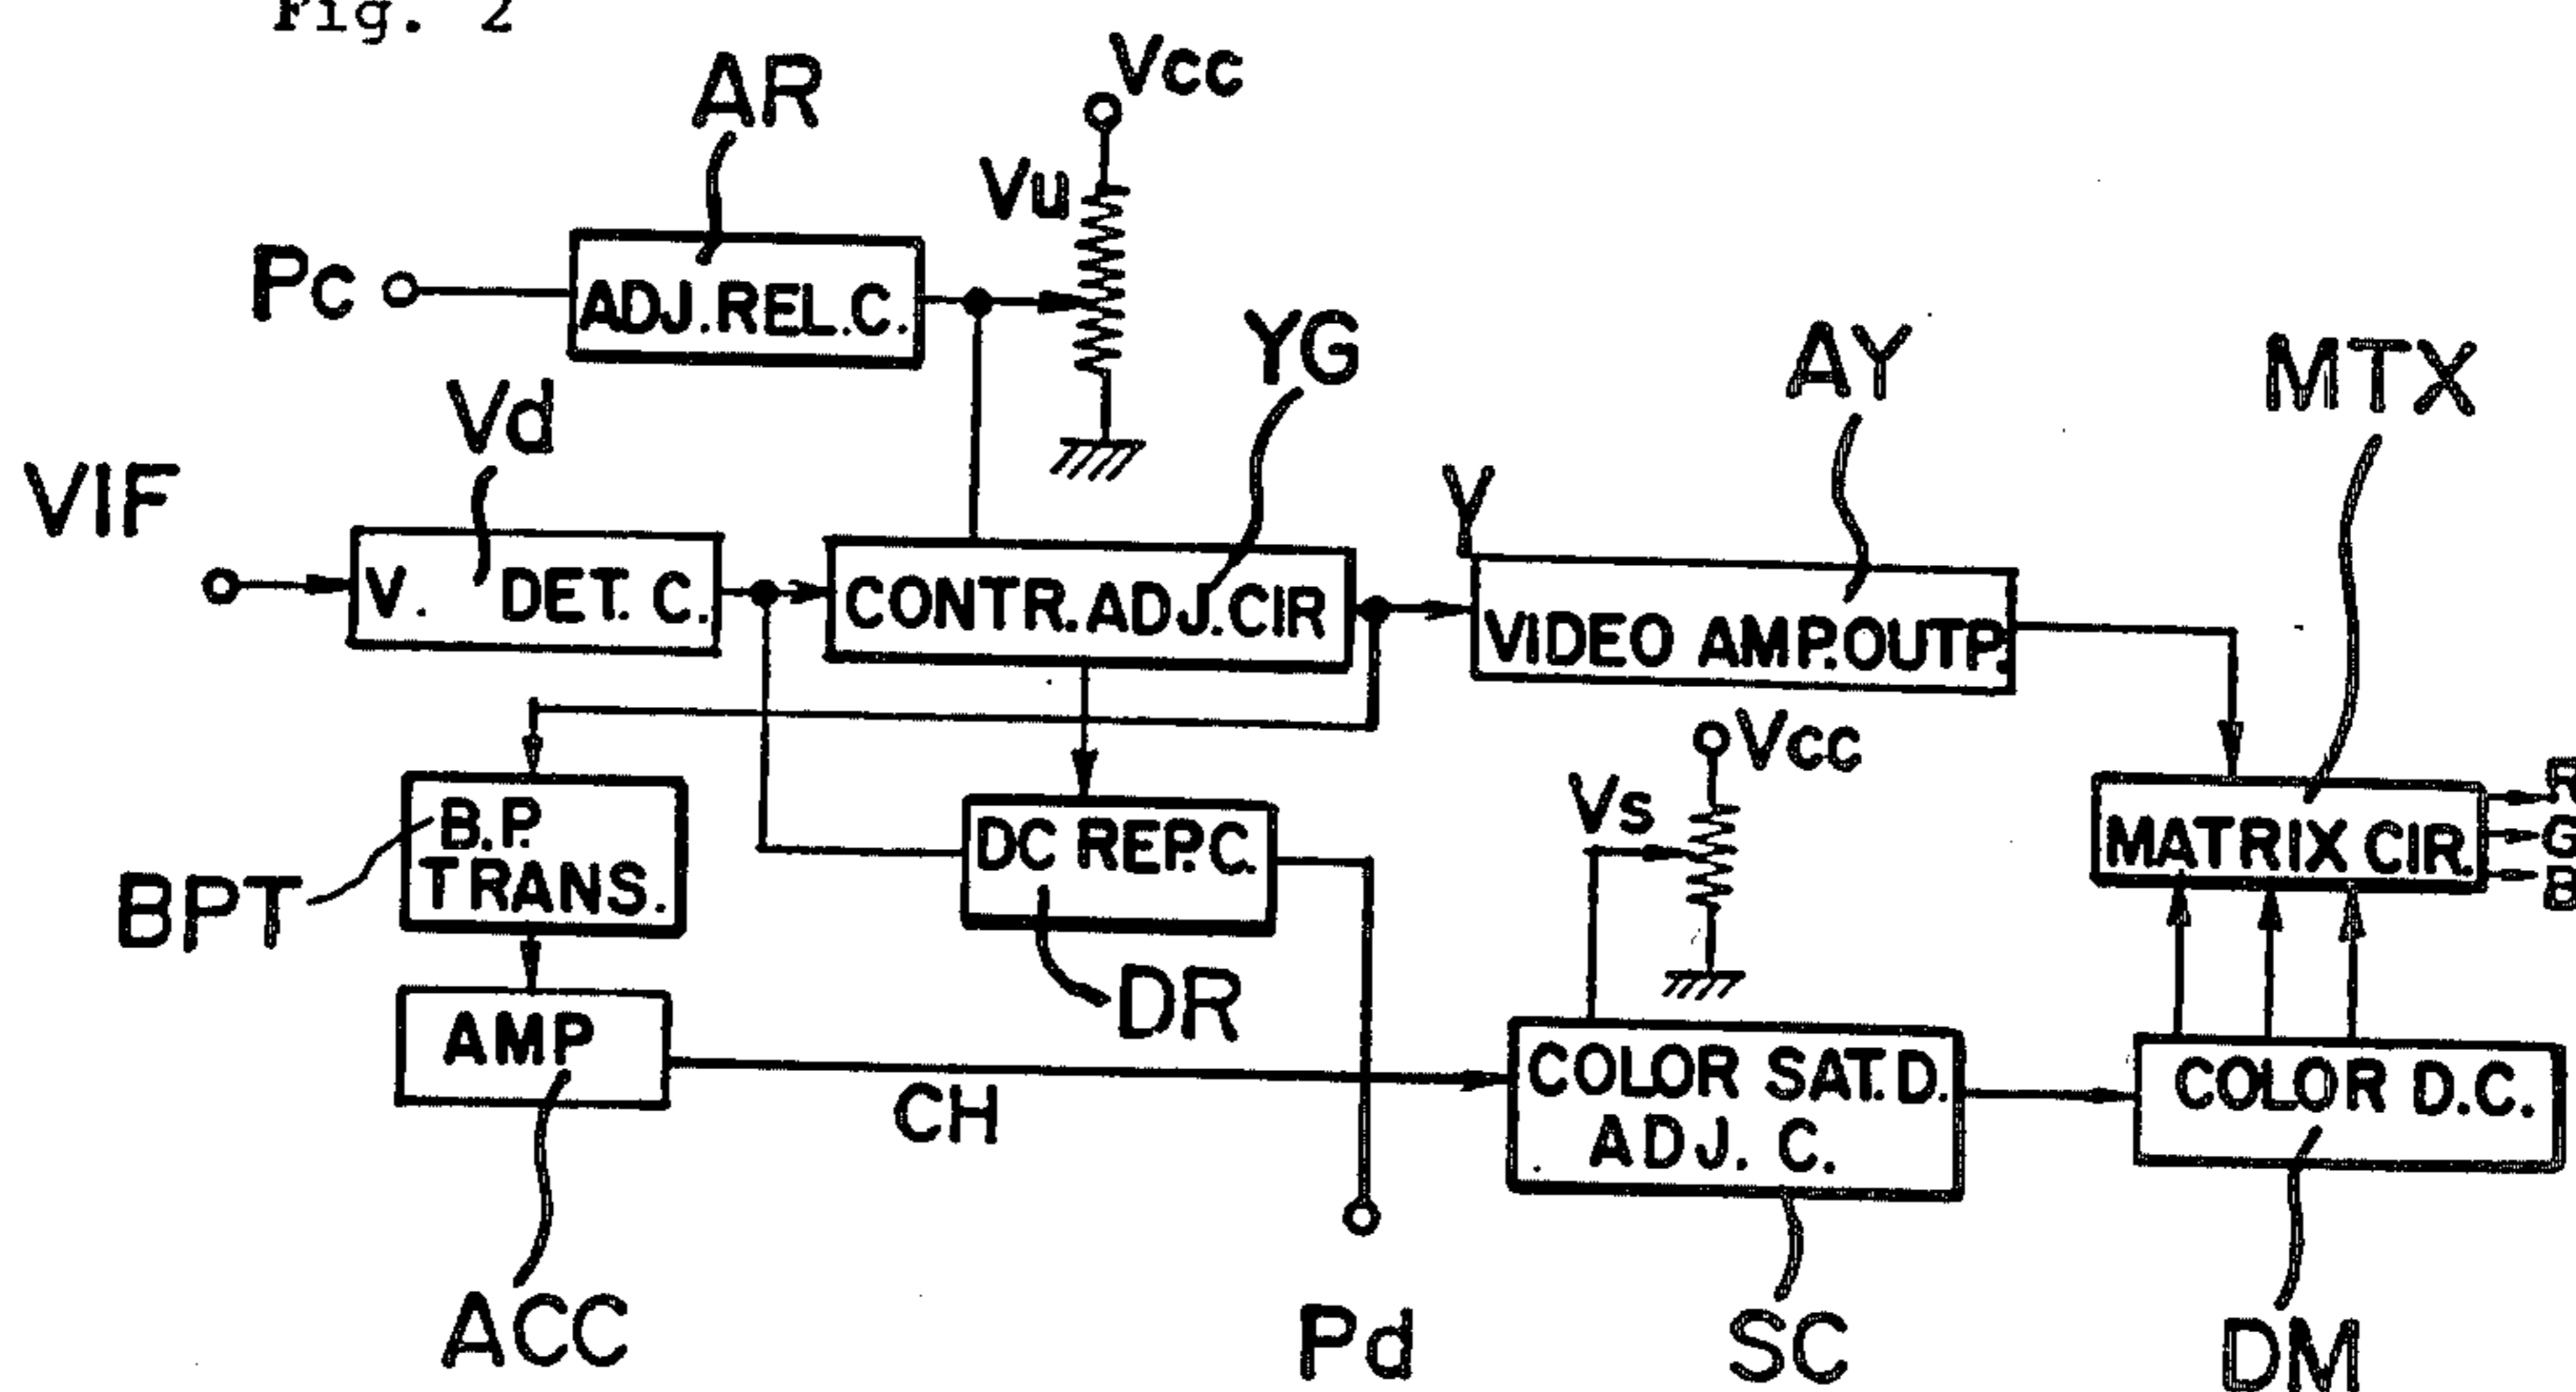 Fig. 2
AR
Vcc
Vu
Pc
ADJ.REL.C.
YG
AY
MTX
Vd
VIF
Y
V. DET. C.
CONTR.ADJ.CIR
VIDEO AMP.OUTP.
Vcc
Vs
B.P.
TRANS.
DC REP.C.
MATRIX CIR.
R
G
B
BPT
DR
AMP
CH
COLOR SAT.D.
ADJ. C.
COLOR D.C.
ACC
Pd
SC
DM